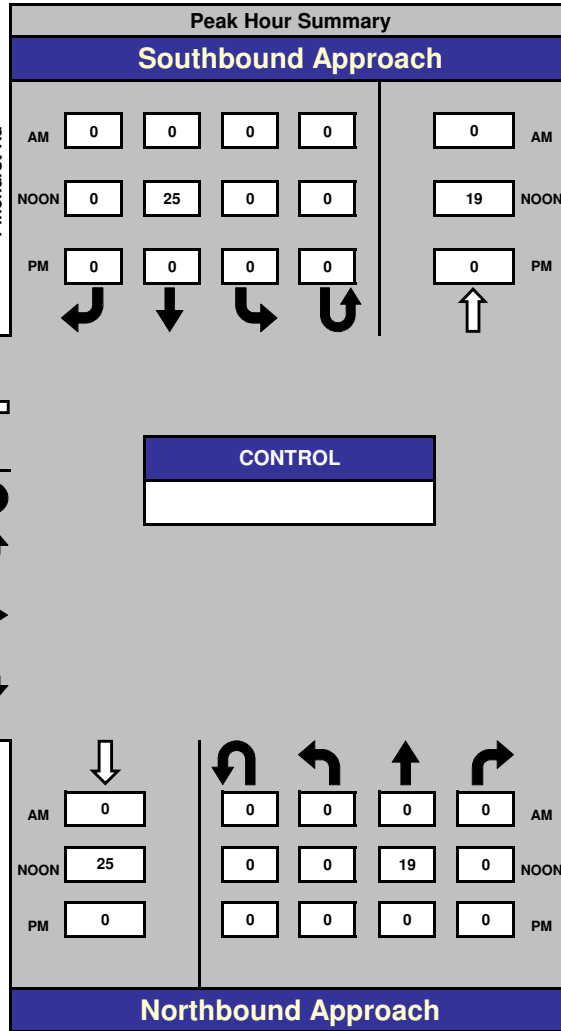 Peak Hour Summary
Southbound Approach
AM 0 0 0 0 0 AM
NOON 0 25 0 0 19 NOON
PM 0 0 0 0 0 PM
CONTROL
AM 0 0 0 0 0 AM
NOON 25 0 0 19 0 NOON
PM 0 0 0 0 0 PM
Northbound Approach